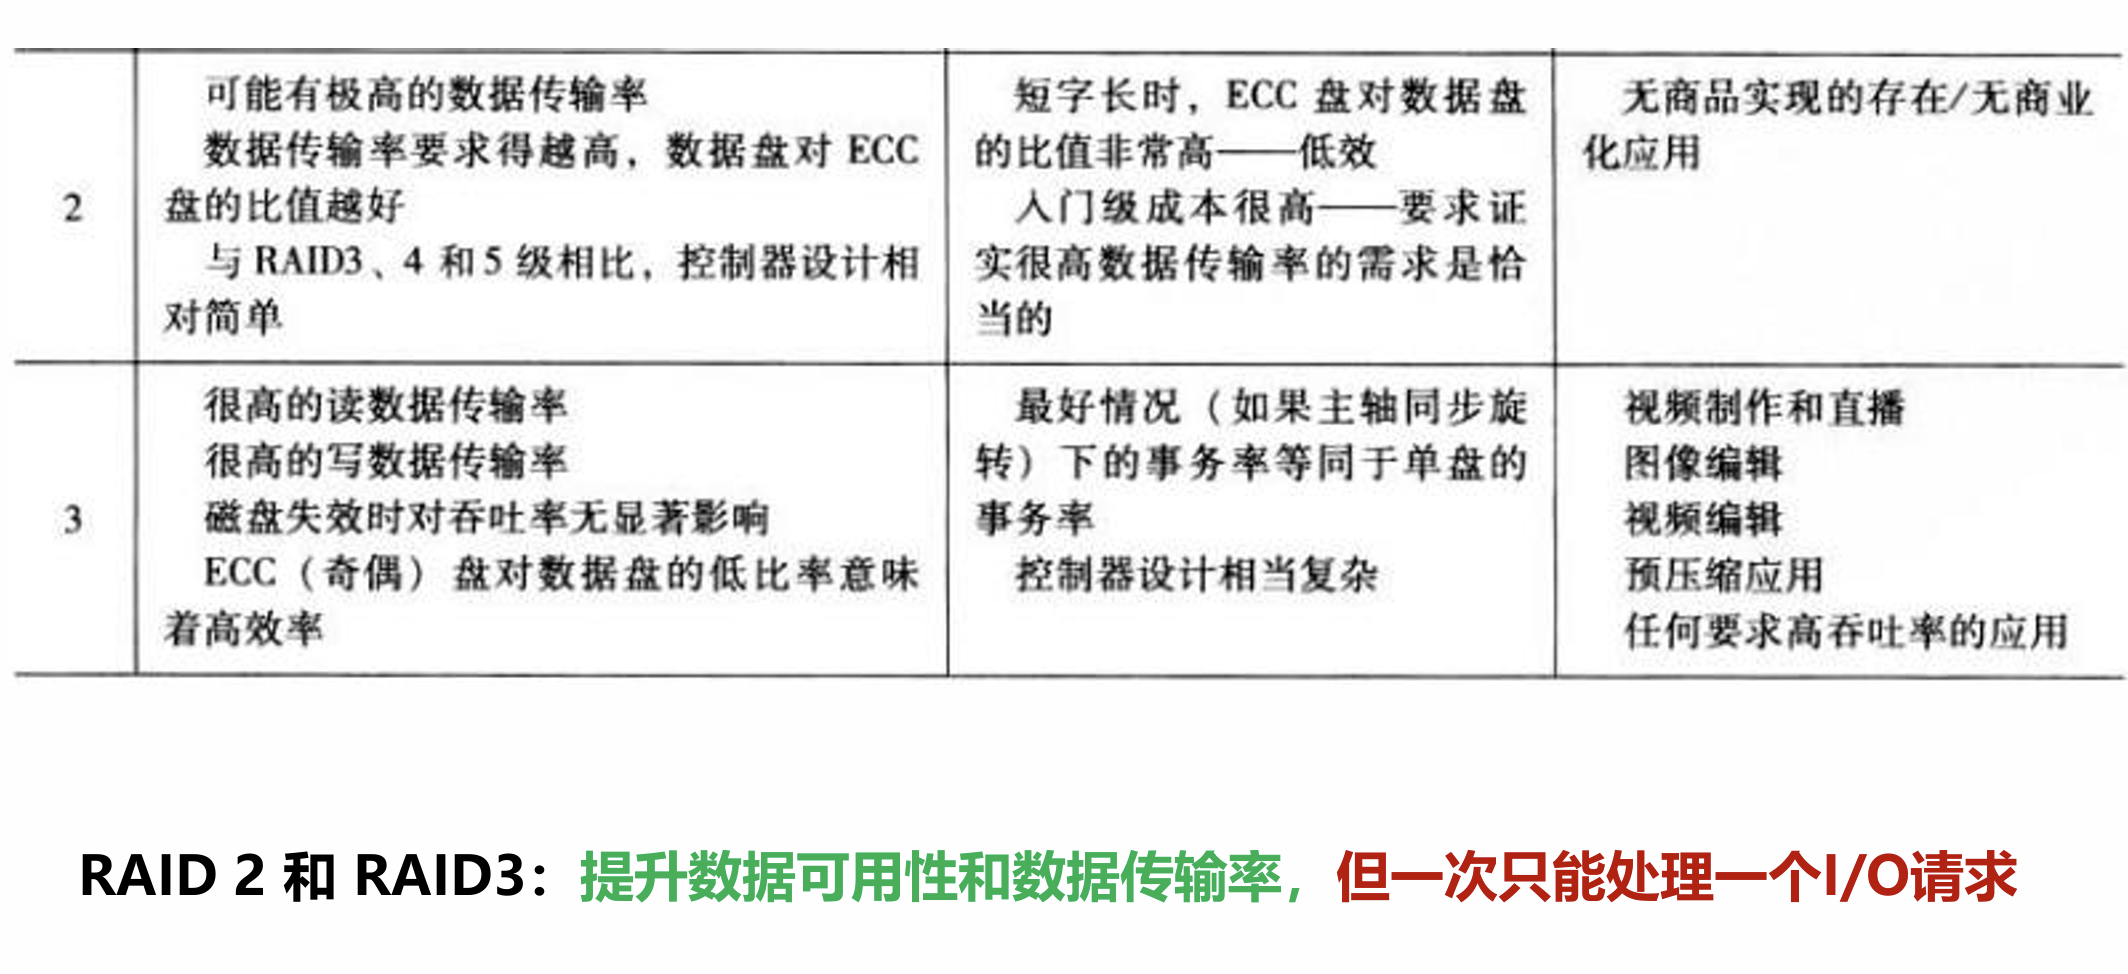 2
可能有极高的数据传输率
数据传输率要求得越高，数据盘对 ECC
盘的比值越好
与 RAID3、4 和 5 级相比，控制器设计相
对简单
短字长时，ECC 盘对数据盘
的比值非常高——低效
人门级成本很高——要求证
实很高数据传输率的需求是恰
当的
无商品实现的存在/无商业
化应用
3
很高的读数据传输率
很高的写数据传输率
磁盘失效时对吞吐率无显著影响
ECC（奇偶）盘对数据盘的低比率意味
着高效率
最好情况（如果主轴同步旋
转）下的事务率等同于单盘的
事务率
控制器设计相当复杂
视频制作和直播
图像编辑
视频编辑
预压缩应用
任何要求高吞吐率的应用
RAID 2 和 RAID3：提升数据可用性和数据传输率，但一次只能处理一个I/O请求